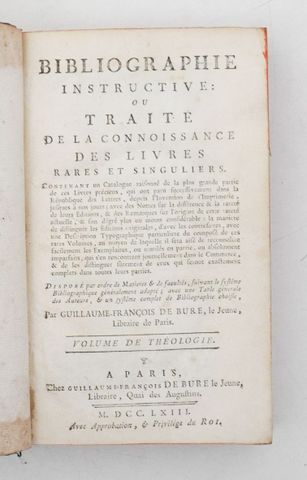 BIBLIOGRAPHIE
INSTRUCTIVE:
OU
TRAITÉ
DE LA CONNOISSANCE
DES LIVRES
RARES ET SINGULIERS.
CONTENANT un Catalogue raisonné de la plus grande partie
de ces Livres précieux, qui ont paru successivement dans la
République des Lettres, depuis l'Invention de l'Imprimerie,
jusques à nos jours; avec des Notes sur la différence & la rareté
de leurs Editions, & des Remarques sur l'origine de cette rareté
actuelle, & son dégré plus ou moins considérable: la maniere
de distinguer les Editions originales, d'avec les contrefaites; avec
une Description Typographique particuliere du composé de ces
rares Volumes, au moyen de laquelle il sera aisé de reconnoître
facilement les Exemplaires, ou mutilés en partie, ou absolument
imparfaits, qui s'en rencontrent journellement dans le Commerce,
& de les distinguer sûrement de ceux qui seront exactement
complets dans toutes leurs parties.
DISPOSÉ par ordre de Matieres & de facultés, suivant le systême
Bibliographique généralement adopté; avec une Table générale
des Auteurs, & un systême complet de Bibliographie choisie.
Par GUILLAUME-FRANÇOIS DE BURE, le Jeune,
Libraire de Paris.
VOLUME DE THÉOLOGIE.
A PARIS,
Chez GUILLAUME-FRANÇOIS DE BURE le Jeune,
Libraire, Quai des Augustins.
M. DCC. LXIII.
Avec Approbation, & Privilége du ROI.